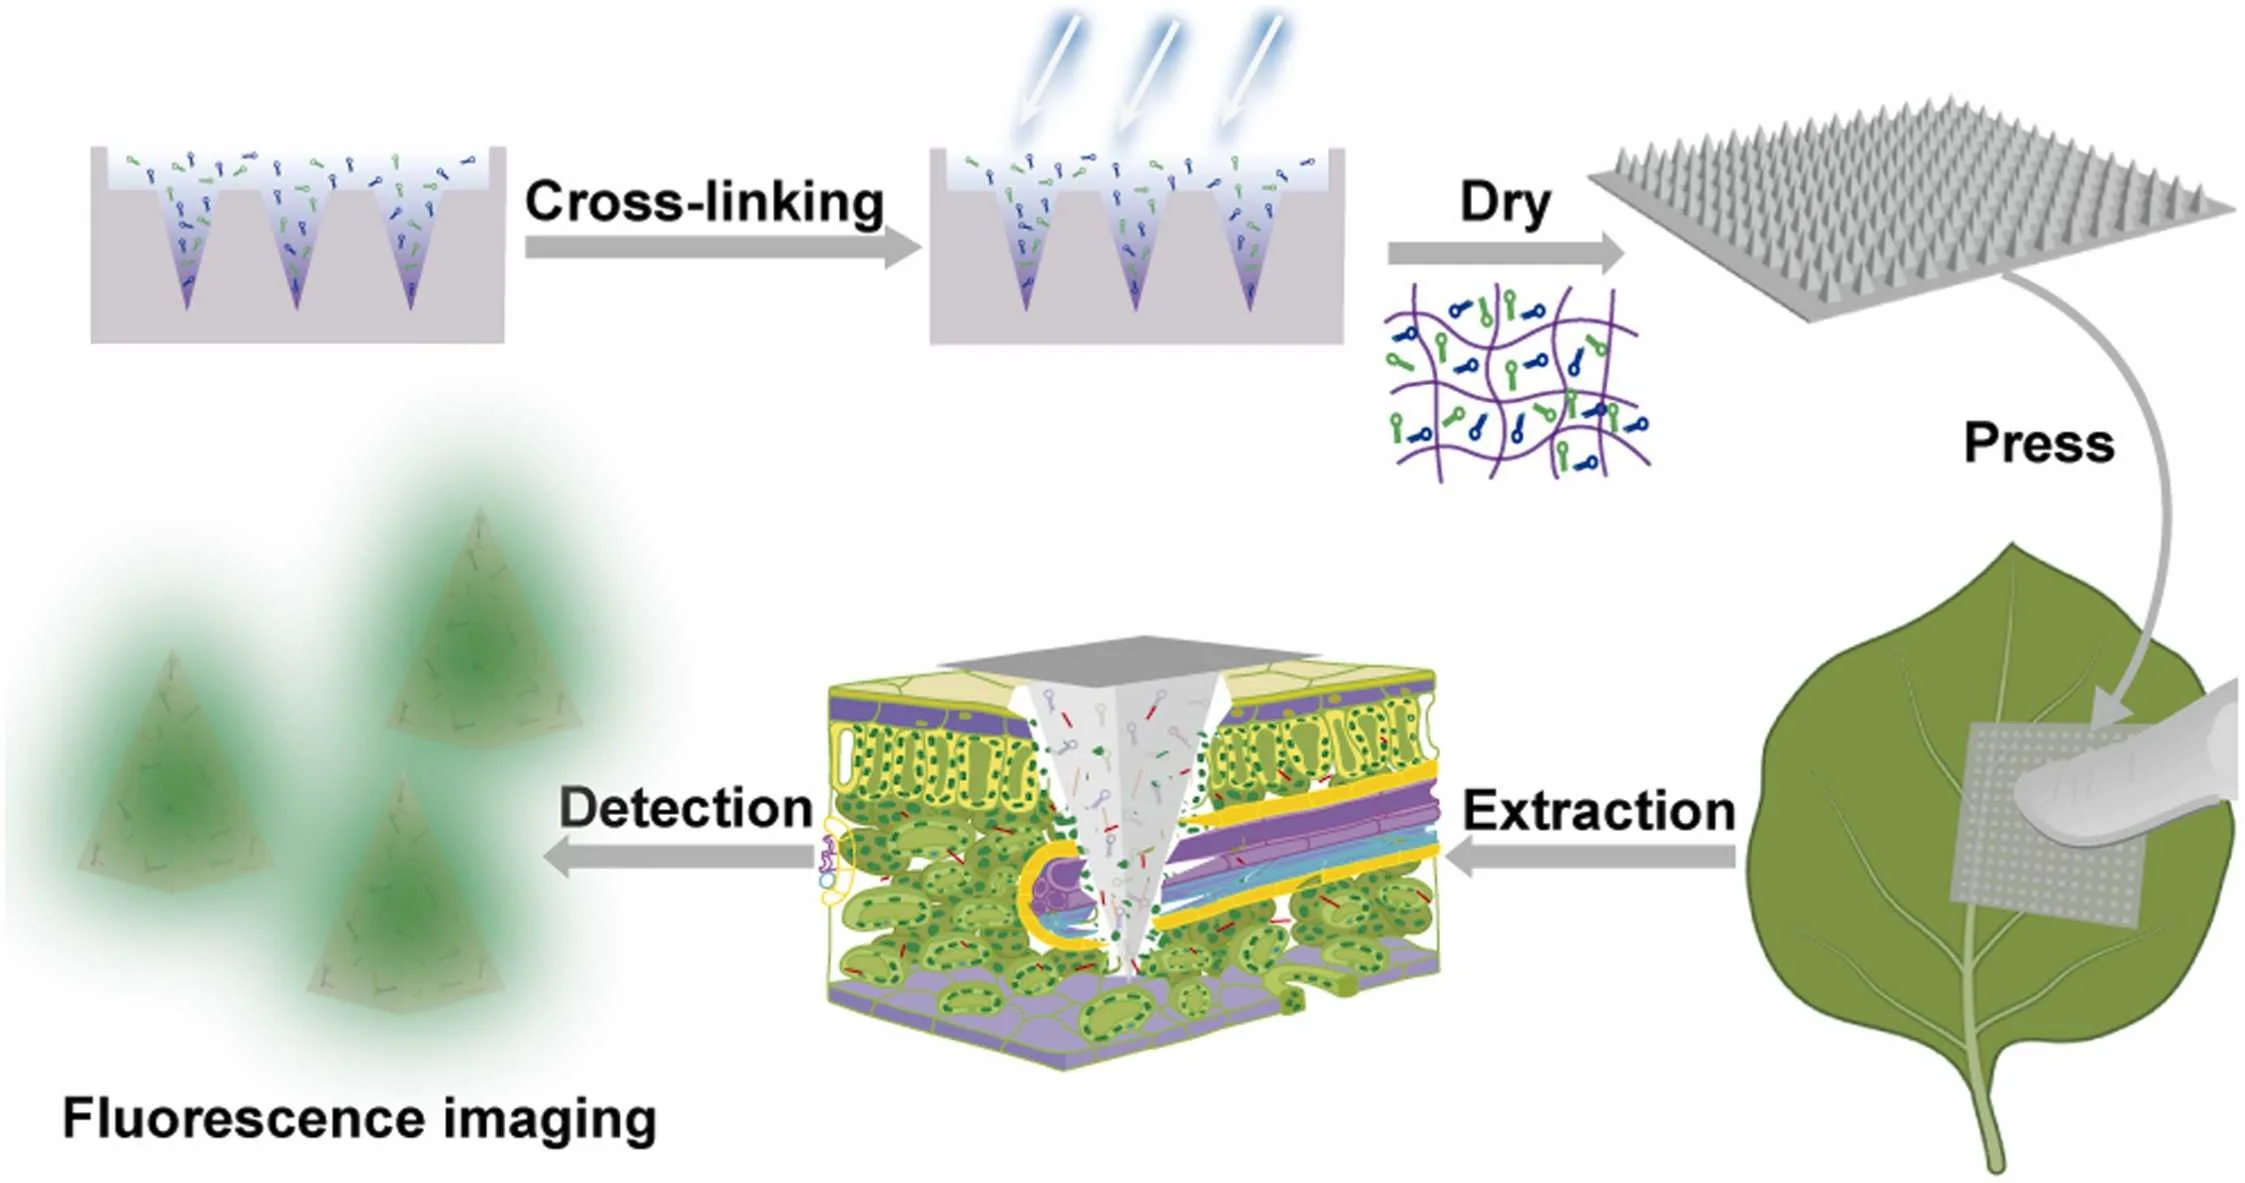 Cross-linking
Dry
Press
Extraction
Detection
Fluorescence imaging